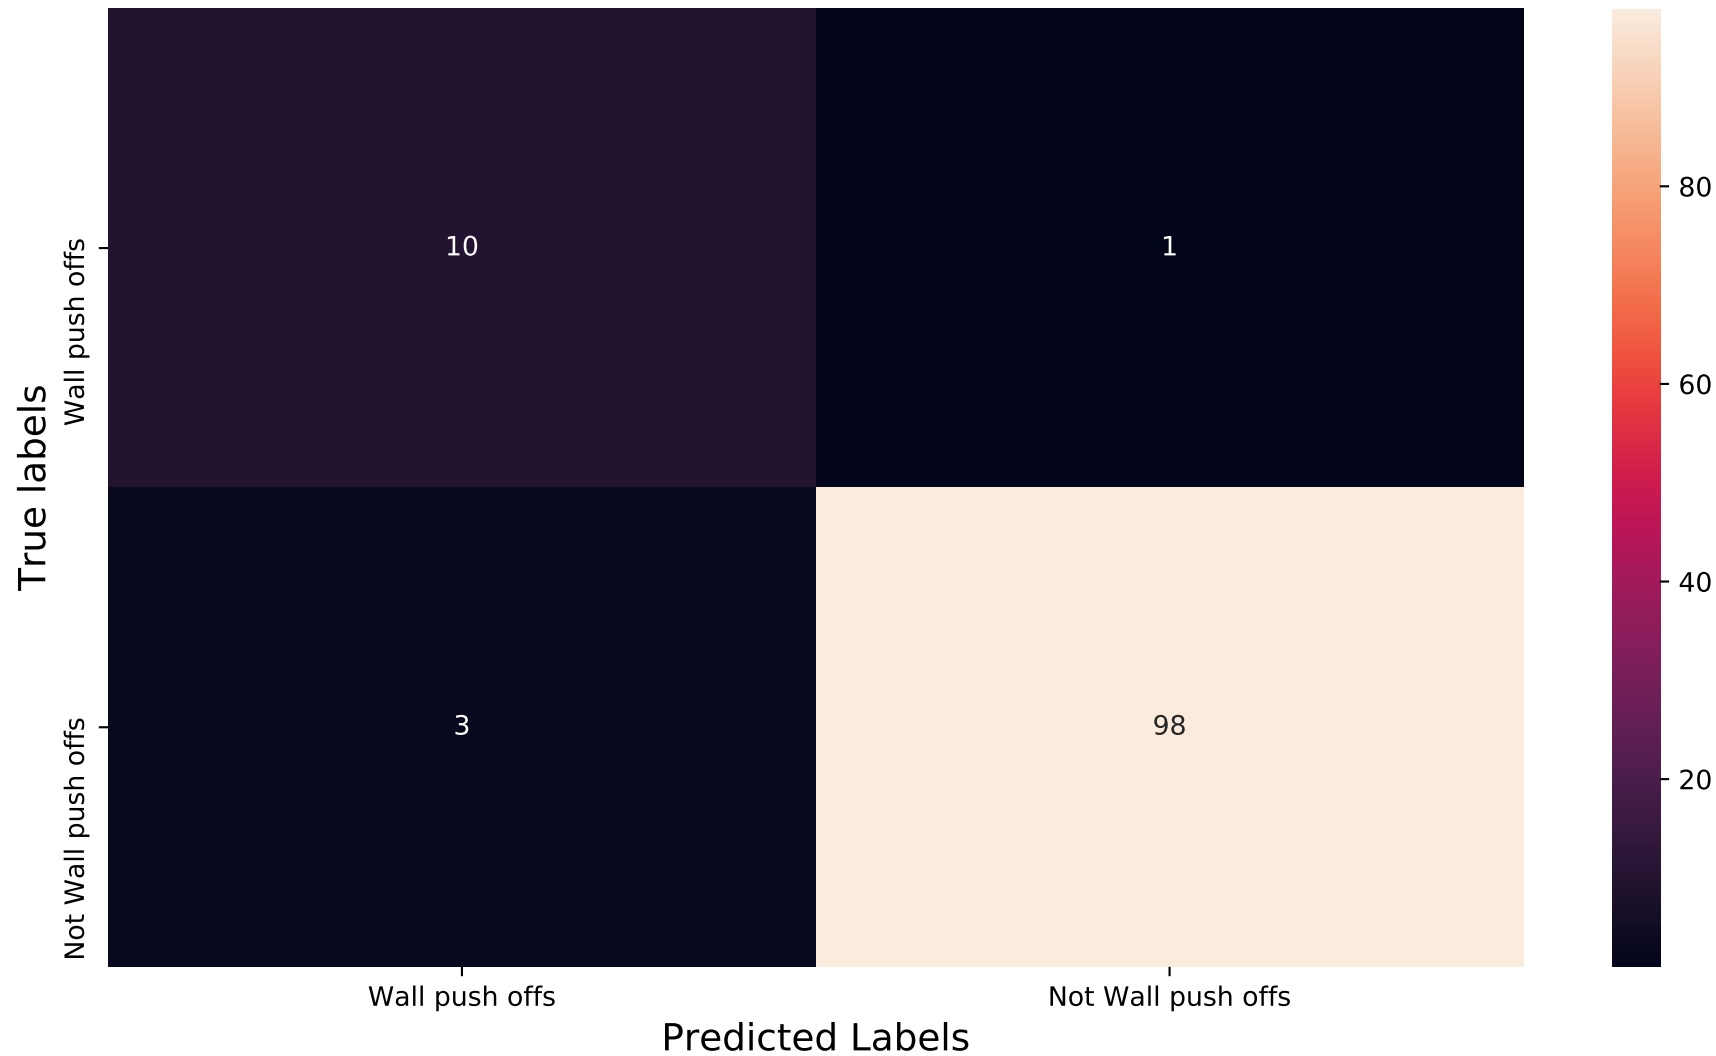 True labels
Wall push offs
Not Wall push offs
10
1
3
98
Wall push offs
Not Wall push offs
Predicted Labels
80
60
40
20